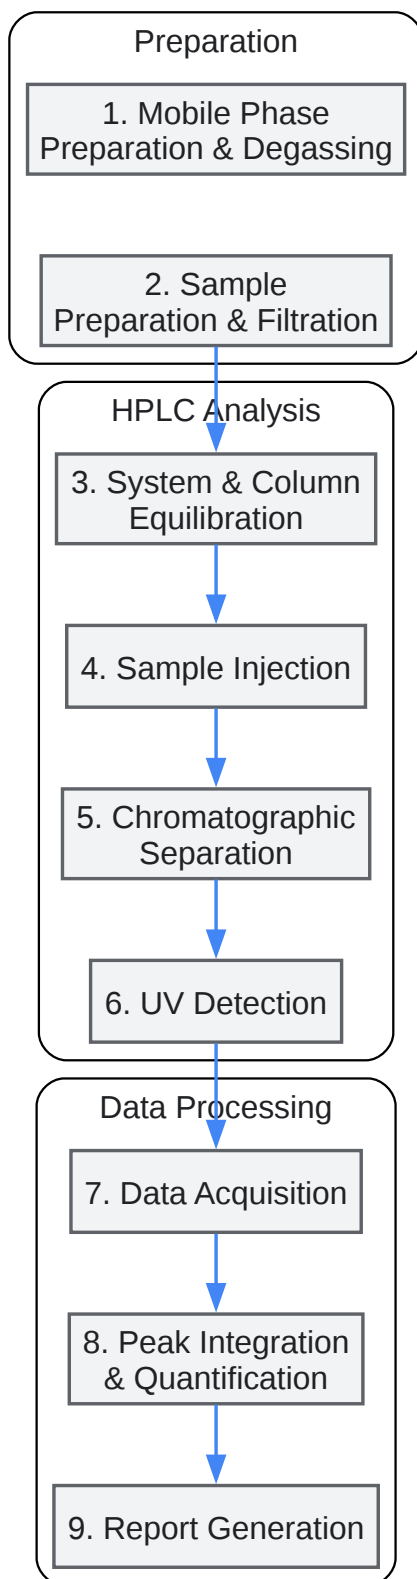 Preparation
1. Mobile Phase
Preparation & Degassing
2. Sample
Preparation & Filtration
HPLC Analysis
3. System & Column
Equilibration
4. Sample Injection
5. Chromatographic
Separation
6. UV Detection
Data Processing
7. Data Acquisition
8. Peak Integration
& Quantification
9. Report Generation